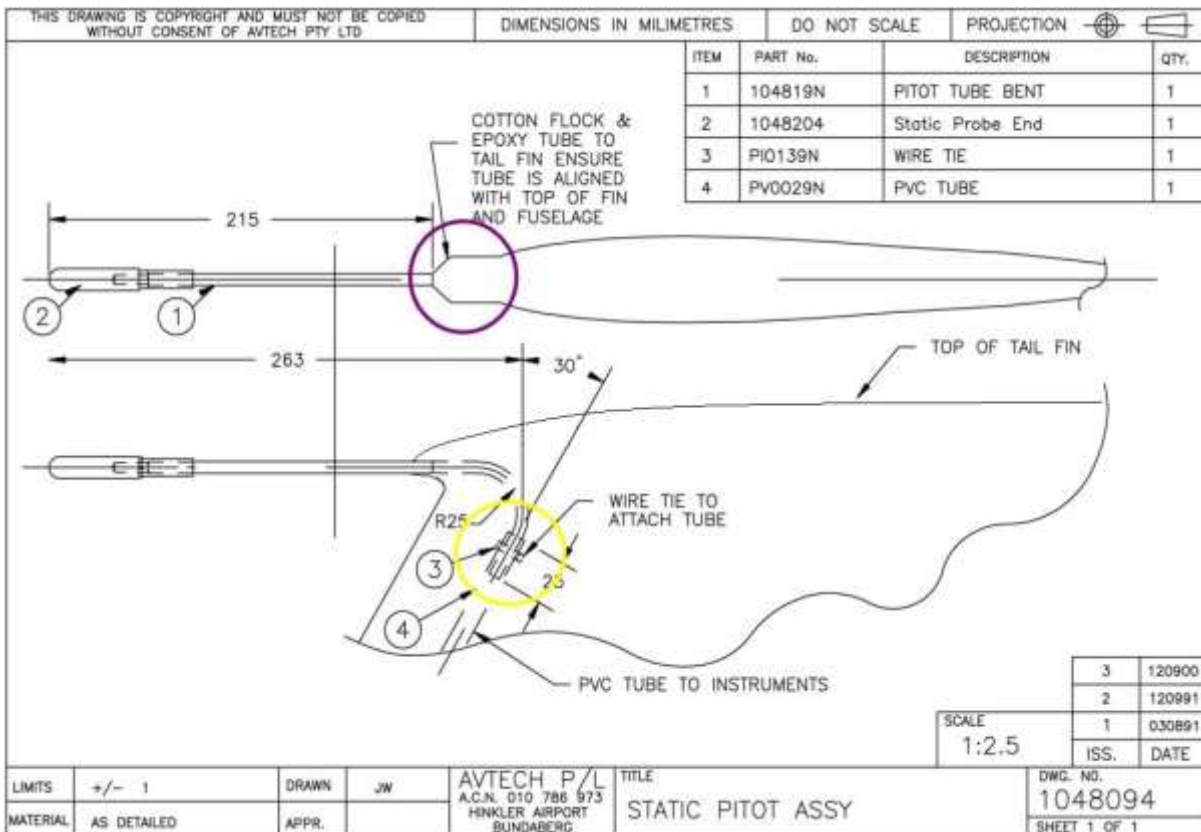 THIS DRAWING IS COPYRIGHT AND MUST NOT BE COPIED
WITHOUT CONSENT OF AVTECH PTY LTD
DIMENSIONS IN MILIMETRES
DO NOT SCALE
PROJECTION
ITEM PART No. DESCRIPTION QTY.
1 104819N PITOT TUBE BENT 1
2 1048204 Static Probe End 1
3 PI0139N WIRE TIE 1
4 PV0029N PVC TUBE 1
COTTON FLOCK &
EPOXY TUBE TO
TAIL FIN ENSURE
TUBE IS ALIGNED
WITH TOP OF FIN
AND FUSELAGE
215
2
1
263
30°
TOP OF TAIL FIN
R25
WIRE TIE TO
ATTACH TUBE
3
25
4
PVC TUBE TO INSTRUMENTS
3 120900
2 120991
1 030891
ISS. DATE
SCALE
1:2.5
LIMITS +/- 1
DRAWN JW
MATERIAL AS DETAILED
APPR.
AVTECH P/L
A.C.N. 010 786 973
HINKLER AIRPORT
BUNDABERG
TITLE
STATIC PITOT ASSY
DWG. NO.
1048094
SHEET 1 OF 1